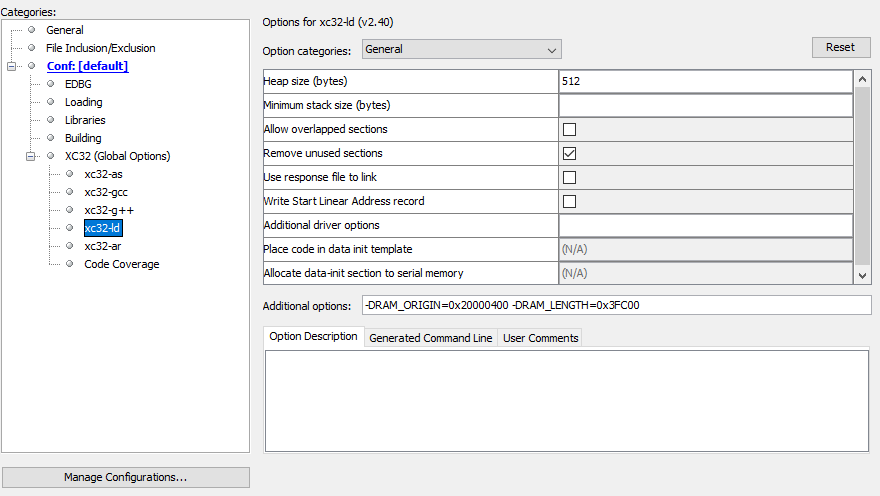 Categories:
General
File Inclusion/Exclusion
Conf: [default]
EDBG
Loading
Libraries
Building
XC32 (Global Options)
xc32-as
xc32-gcc
xc32-g++
xc32-ld
xc32-ar
Code Coverage
Manage Configurations...
Options for xc32-ld (v2.40)
Option categories: General Reset
Heap size (bytes) 512
Minimum stack size (bytes)
Allow overlapped sections
Remove unused sections
Use response file to link
Write Start Linear Address record
Additional driver options
Place code in data init template (N/A)
Allocate data-init section to serial memory (N/A)
Additional options: -DRAM_ORIGIN=0x20000400 -DRAM_LENGTH=0x3FC00
Option Description Generated Command Line User Comments